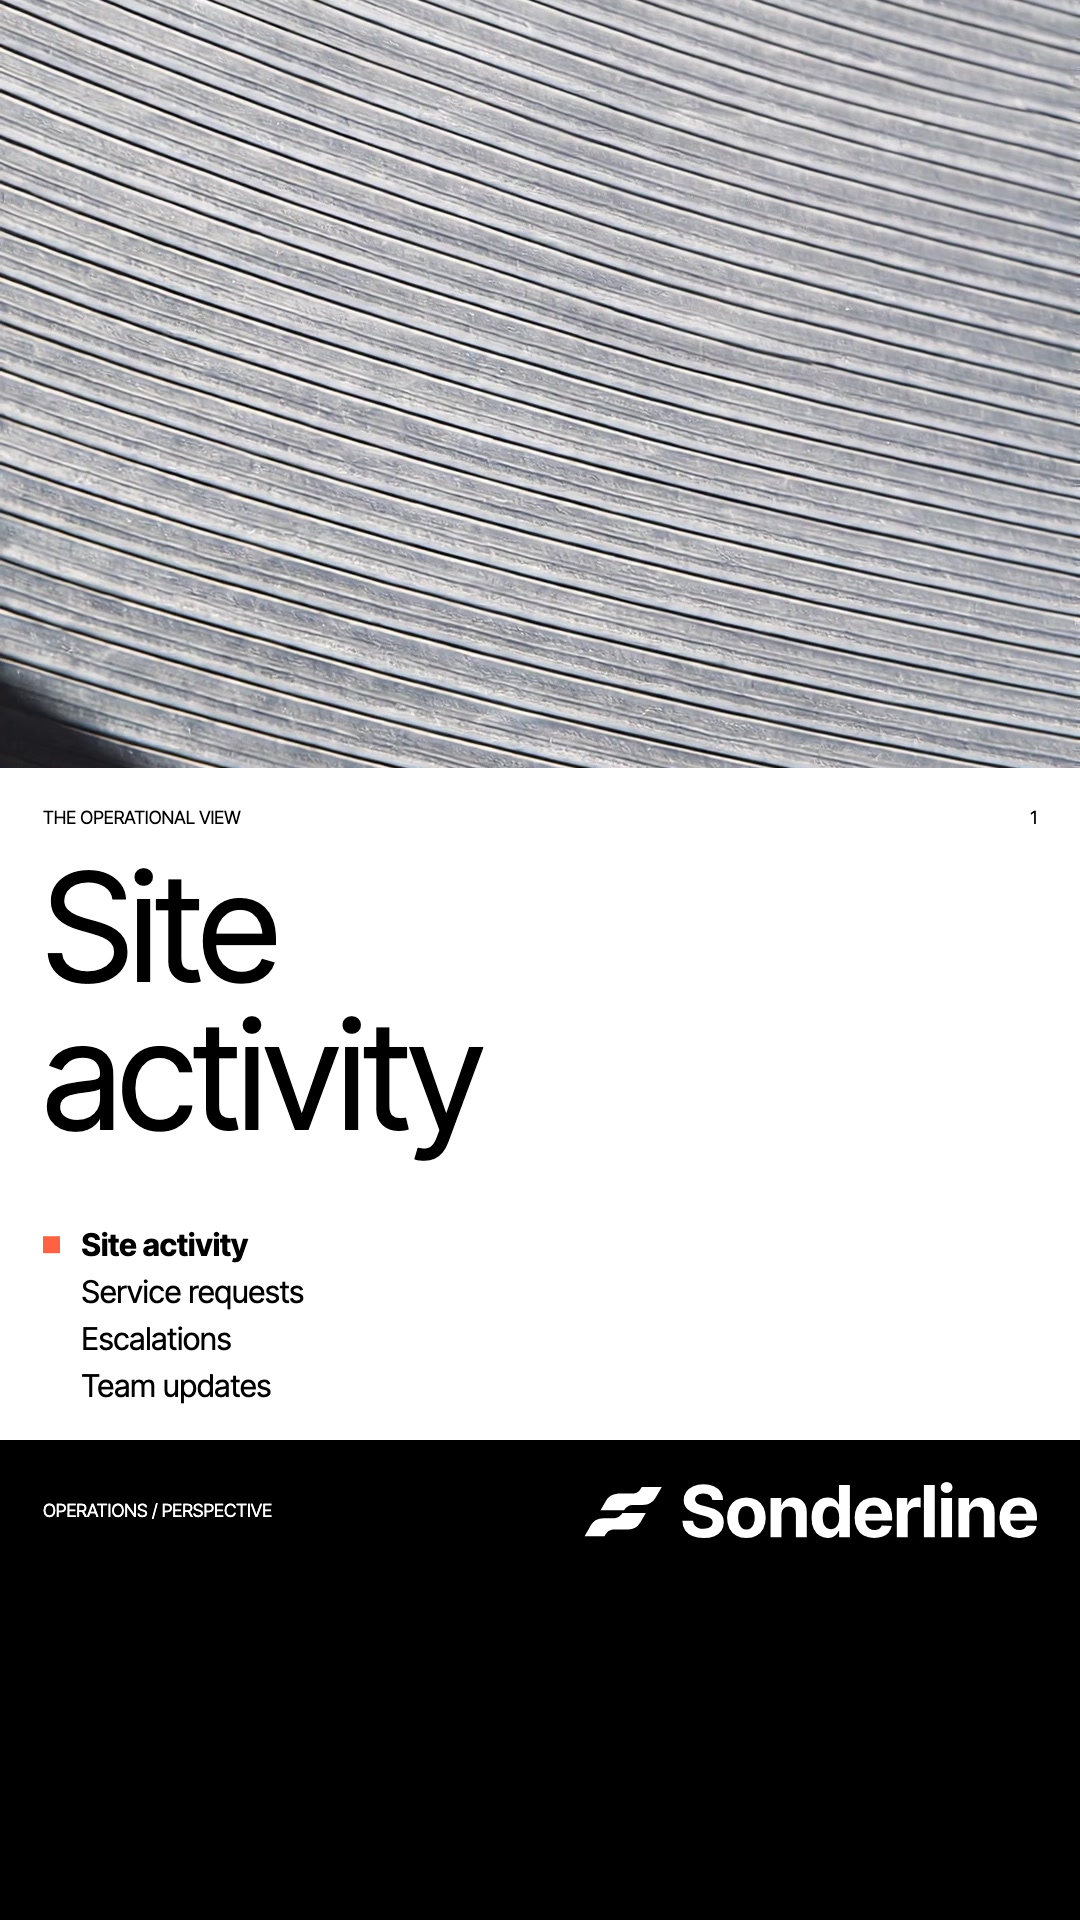 THE OPERATIONAL VIEW
1
Site
activity
Site activity
Service requests
Escalations
Team updates
OPERATIONS / PERSPECTIVE
Sonderline